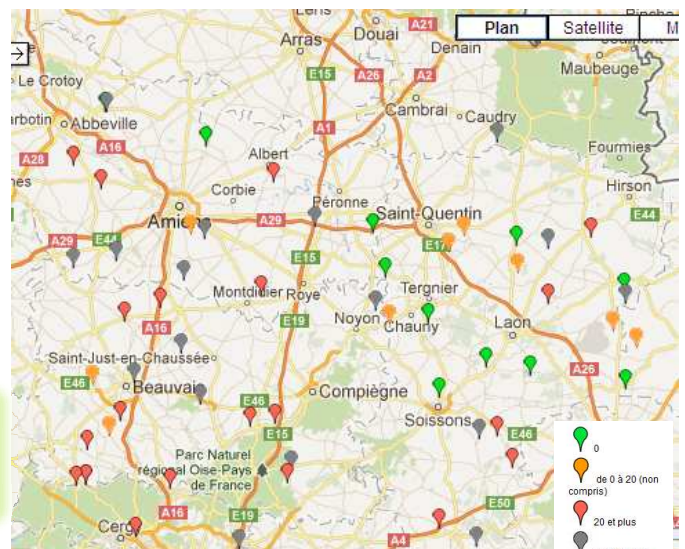 Lens
Douai
A21
Plan
Satellite
M
Arras
Denain
E15
A26
A2
Maubeuge
Le Crotoy
Cambrai
Caudry
Abbeville
A1
A28
A16
Albert
Fourmies
Corbie
Péronne
Hirson
Amiens
A29
Saint-Quentin
E44
A29
E44
E17
E15
Montdidier
Roye
Tergnier
A16
E19
Noyon
Chauny
Laon
Saint-Just-en-Chaussée
A26
E46
Beauvai
E46
Compiègne
Soissons
E15
E46
Parc Naturel
régional Oise-Pays
de France
0
de 0 à 20 (non
compris)
A16
E19
E50
20 et plus
Cergy
A4